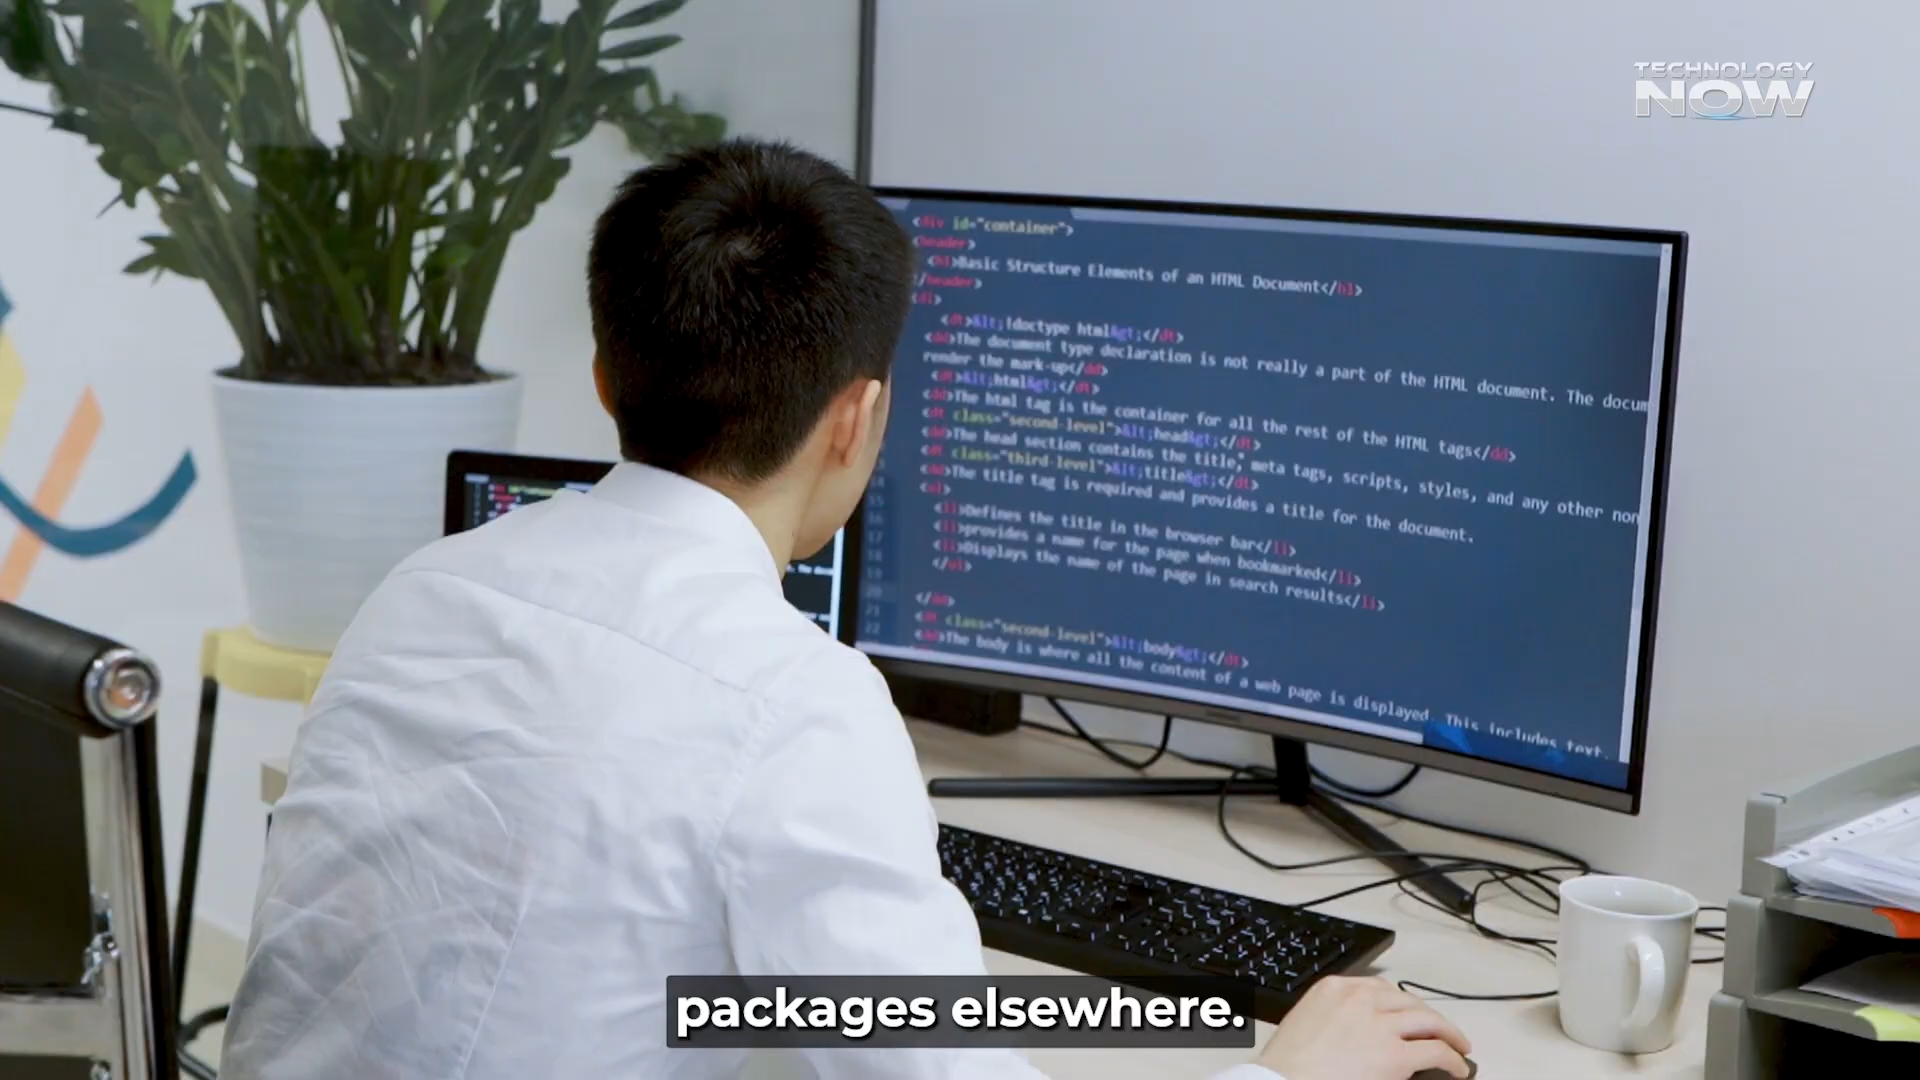 TECHNOLOGY
NOW
<div id="container">
<header>
<h1>Basic Structure Elements of an HTML Document</h1>
</header>
<dl>
<dt>&lt;!doctype html&gt;</dt>
<dd>The document type declaration is not really a part of the HTML document. The docum
render the mark-up</dd>
<dt>&lt;html&gt;</dt>
<dd>The html tag is the container for all the rest of the HTML tags</dd>
<dt class="second-level">&lt;head&gt;</dt>
<dd>The head section contains the title, meta tags, scripts, styles, and any other non
<dt class="third-level">&lt;title&gt;</dt>
<dd>The title tag is required and provides a title for the document.
<ul>
<li>Defines the title in the browser bar</li>
<li>provides a name for the page when bookmarked</li>
<li>Displays the name of the page in search results</li>
</ul>
</dd>
<dt class="second-level">&lt;body&gt;</dt>
<dd>The body is where all the content of a web page is displayed. This includes text,
packages elsewhere.